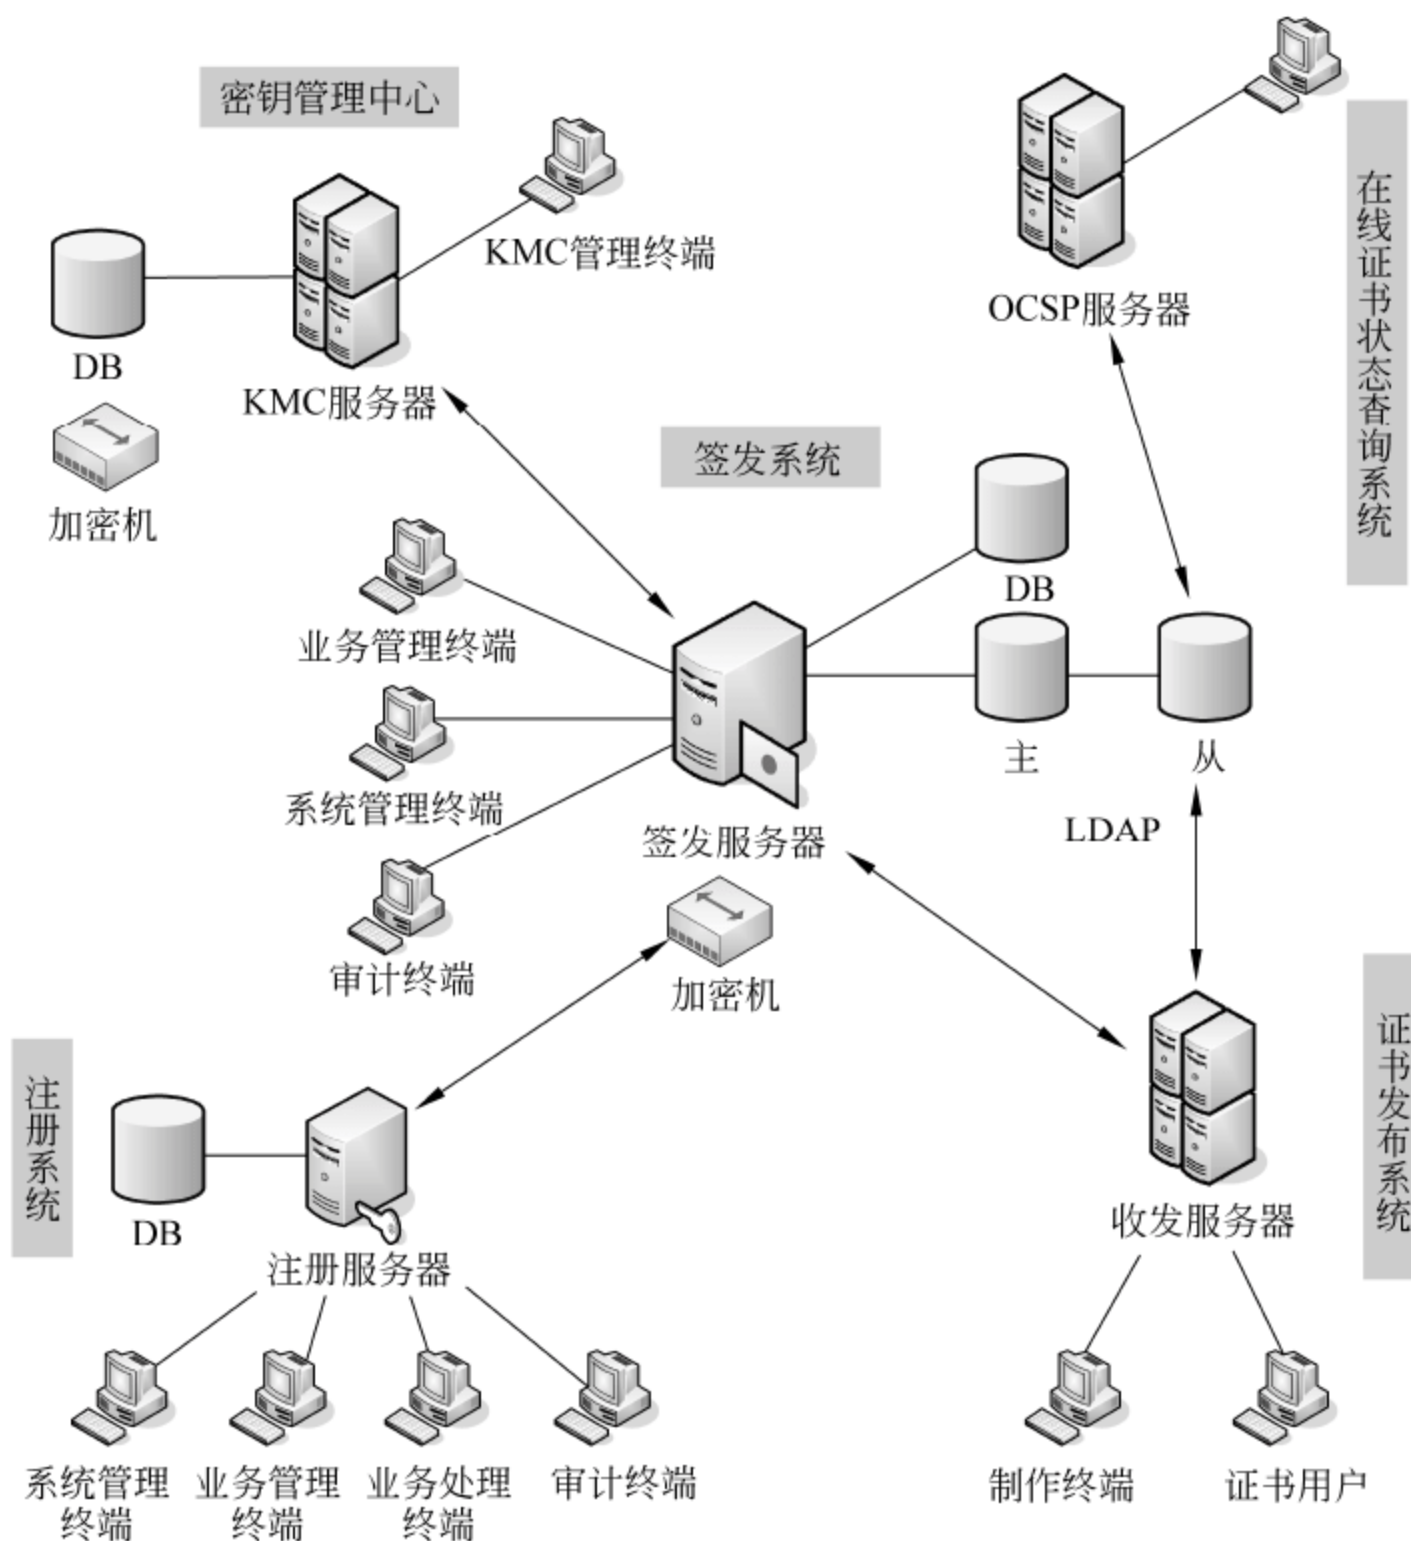 密钥管理中心
KMC管理终端
DB
KMC服务器
加密机
OCSP服务器
在线证书状态查询系统
签发系统
DB
业务管理终端
主
从
系统管理终端
LDAP
签发服务器
审计终端
加密机
证书发布系统
注册系统
DB
注册服务器
收发服务器
系统管理
终端
业务管理
终端
业务处理
终端
审计终端
制作终端
证书用户